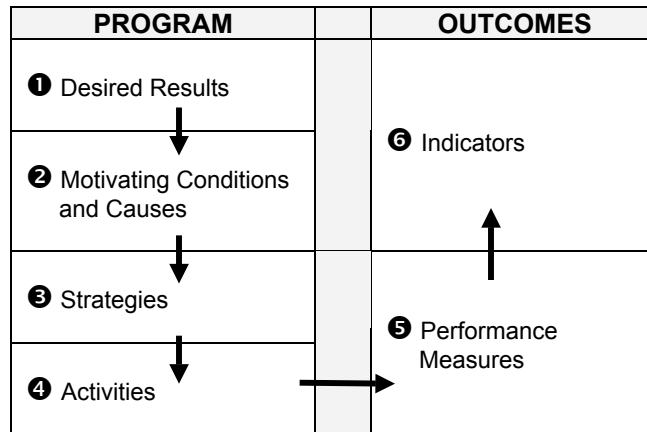 PROGRAM
OUTCOMES
❶ Desired Results
❷ Motivating Conditions
and Causes
❸ Strategies
❹ Activities
❺ Performance
Measures
❻ Indicators